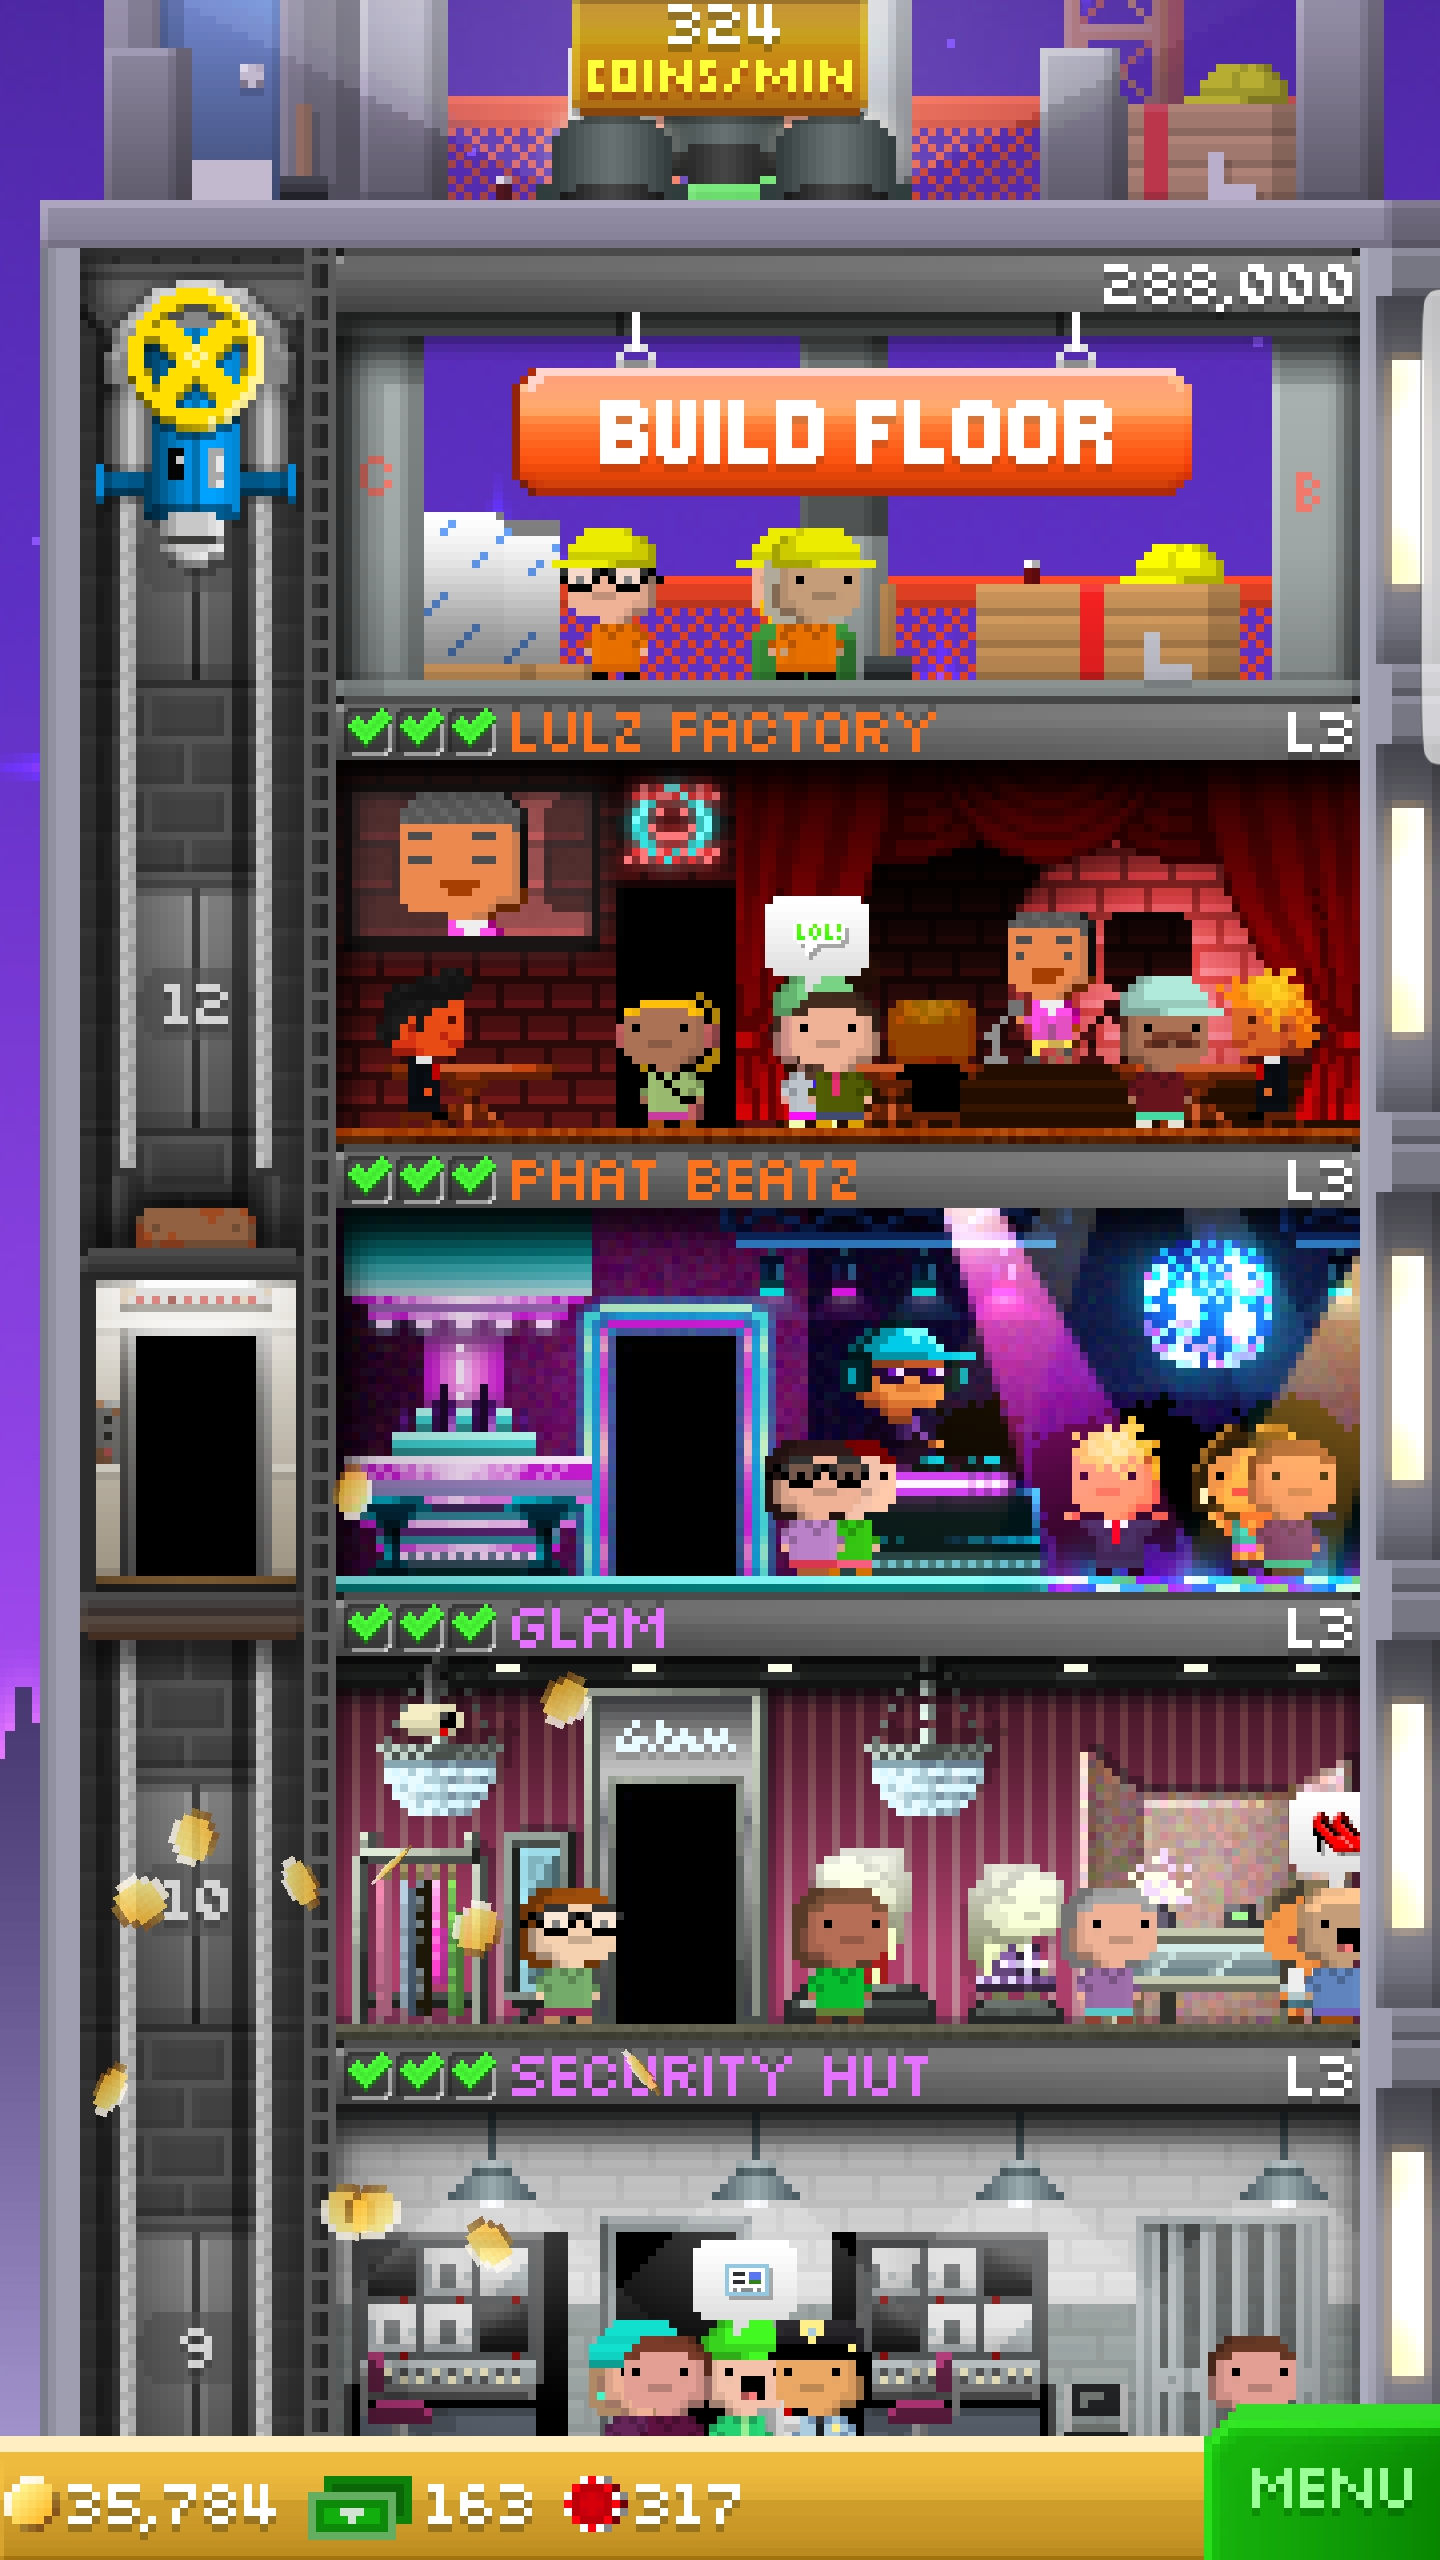 324
COINS/MIN
288,000
BUILD FLOOR
C
B
LULZ FACTORY
L3
LOL!
12
PHAT BEATZ
L3
GLAM
L3
Glam
10
SECURITY HUT
L3
9
35,784
163
317
MENU